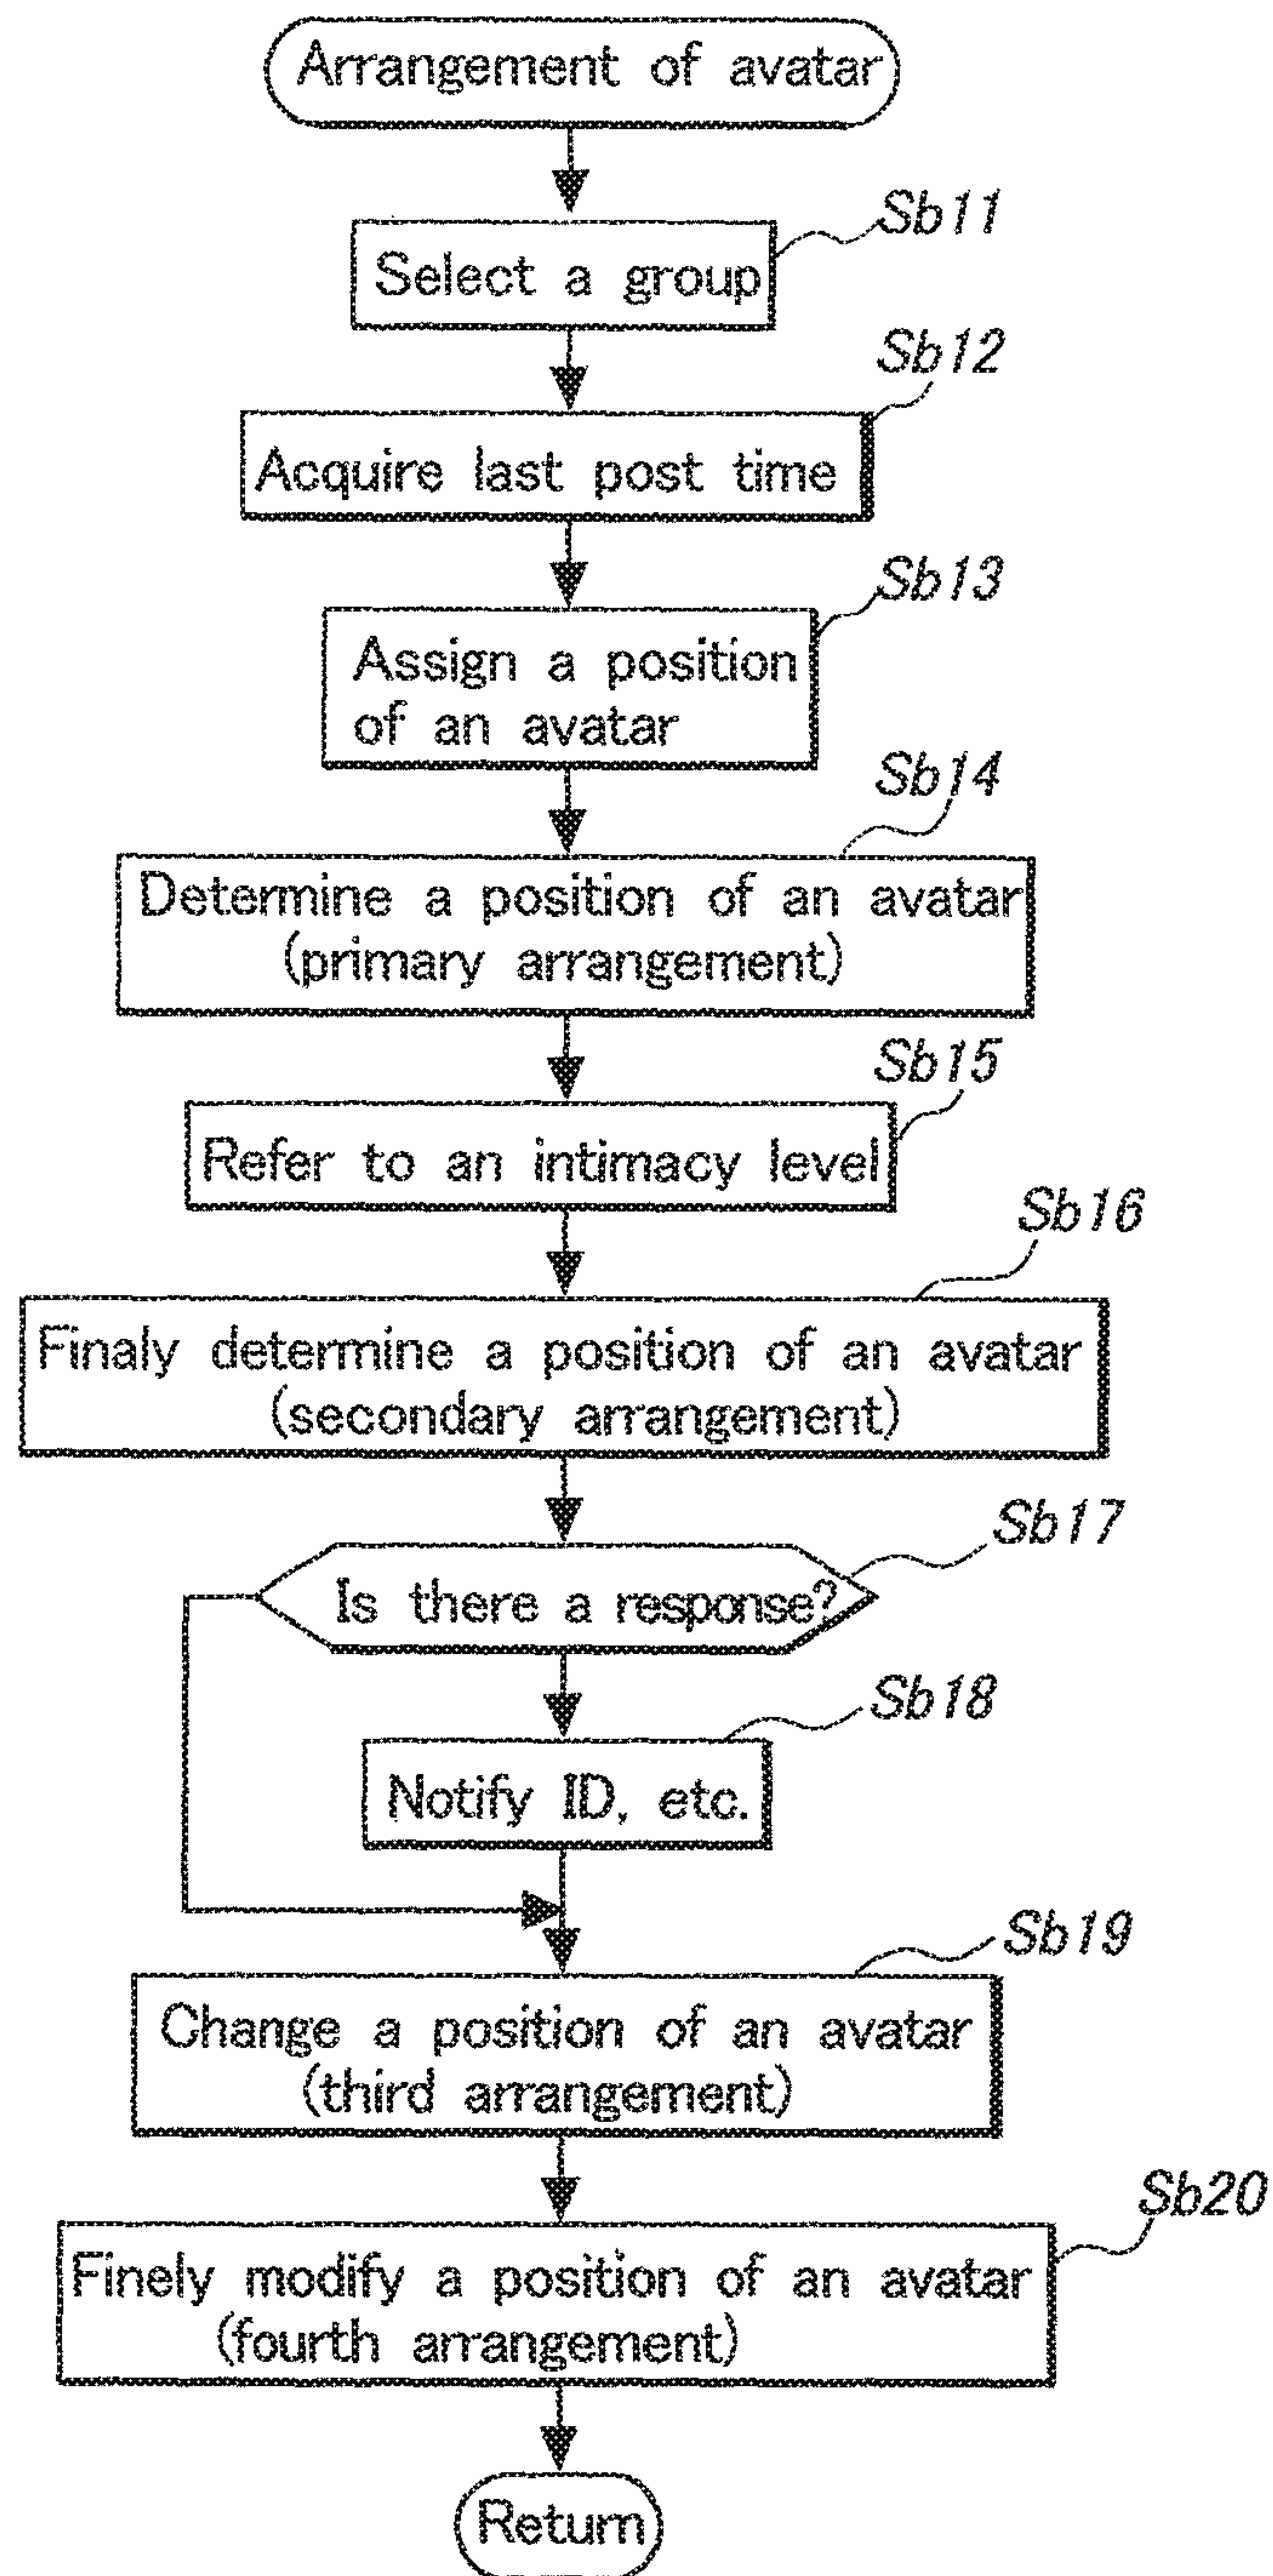 Arrangement of avatar
Sb11
Select a group
Sb12
Acquire last post time
Sb13
Assign a position
of an avatar
Sb14
Determine a position of an avatar
(primary arrangement)
Sb15
Refer to an intimacy level
Sb16
Finaly determine a position of an avatar
(secondary arrangement)
Sb17
Is there a response?
Sb18
Notify ID, etc.
Sb19
Change a position of an avatar
(third arrangement)
Sb20
Finely modify a position of an avatar
(fourth arrangement)
Return